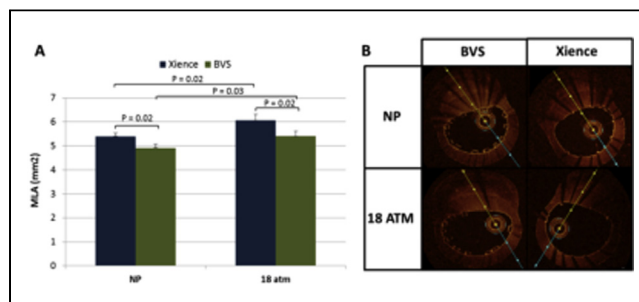 A
Xience BVS
P = 0.02
P = 0.03
P = 0.02
P = 0.02
7
6
5
4
3
2
1
0
MLA (mm2)
NP
18 atm
B
BVS
Xience
NP
18 ATM